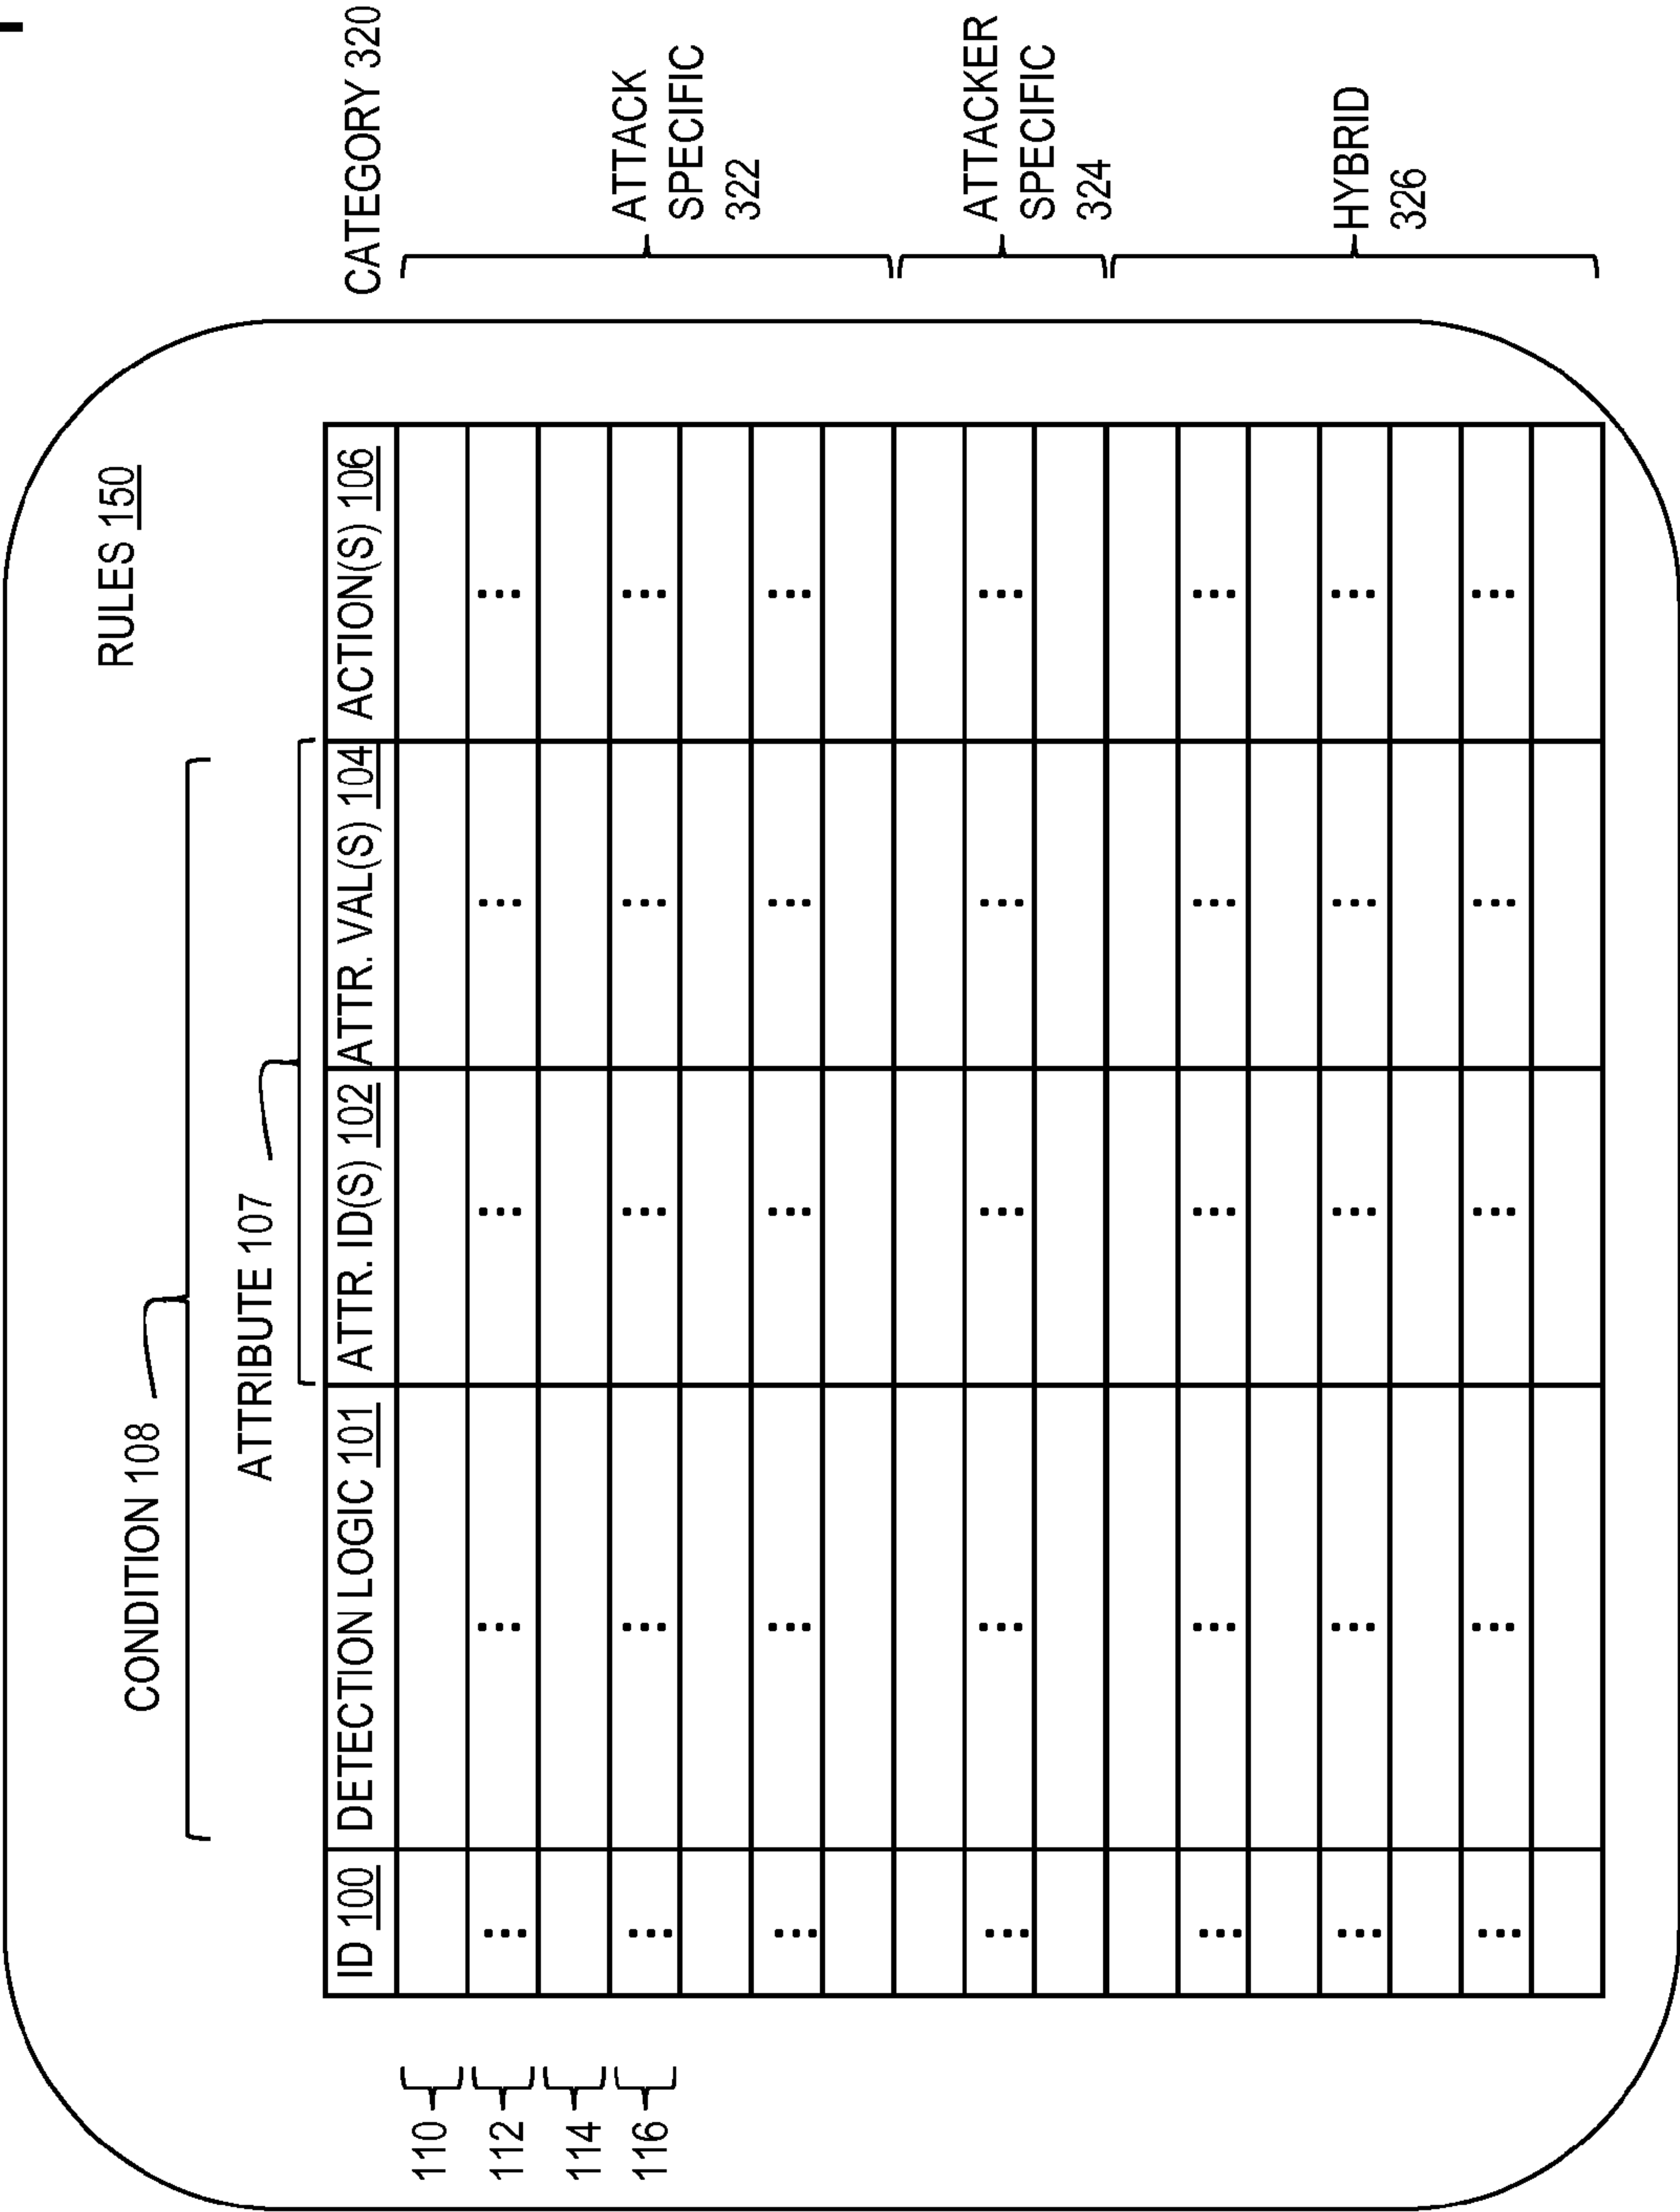 RULES 150
CONDITION 108
ATTRIBUTE 107
ID 100 DETECTION LOGIC 101 ATTR. ID(S) 102 ATTR. VAL(S) 104 ACTION(S) 106 CATEGORY 320
110
112 ... ... ... ... ...
114
116 ... ... ... ... ...
ATTACK
SPECIFIC
322
... ... ... ... ...
... ... ... ... ...
ATTACKER
SPECIFIC
324
... ... ... ... ...
... ... ... ... ...
HYBRID
326
... ... ... ... ...